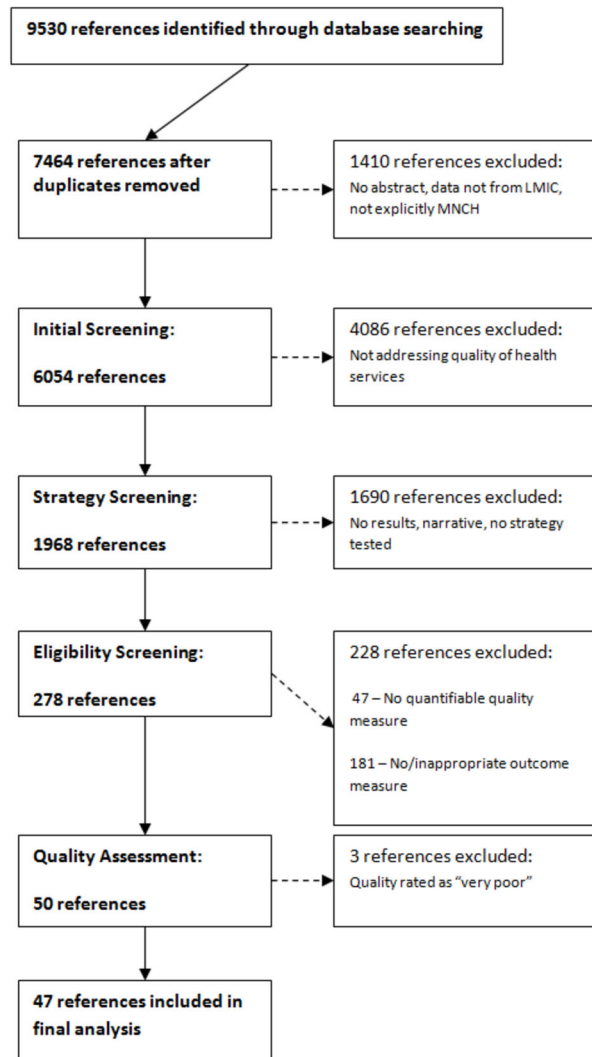 9530 references identified through database searching
7464 references after
duplicates removed
1410 references excluded:
No abstract, data not from LMIC,
not explicitly MNCH
Initial Screening:
6054 references
4086 references excluded:
Not addressing quality of health
services
Strategy Screening:
1968 references
1690 references excluded:
No results, narrative, no strategy
tested
Eligibility Screening:
278 references
228 references excluded:
47 – No quantifiable quality
measure
181 – No/inappropriate outcome
measure
Quality Assessment:
50 references
3 references excluded:
Quality rated as “very poor”
47 references included in
final analysis